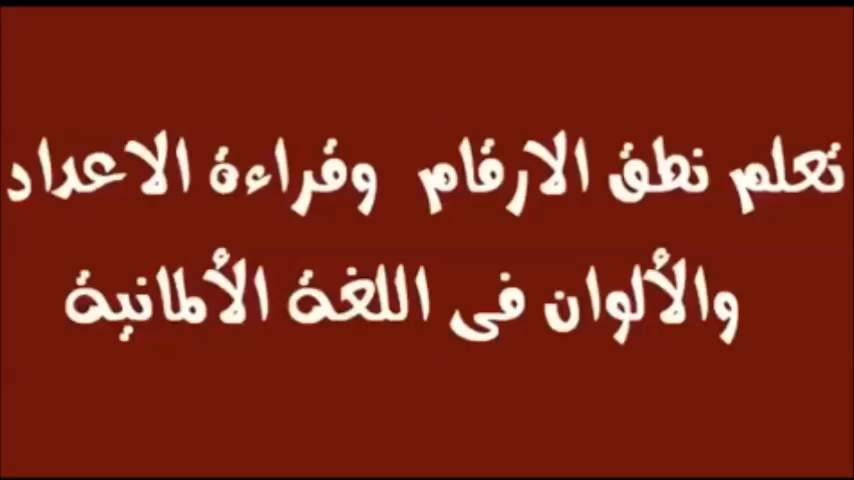 تعلم نطق الارقام وقراءة الاعداد
والألوان فى اللغة الألمانية